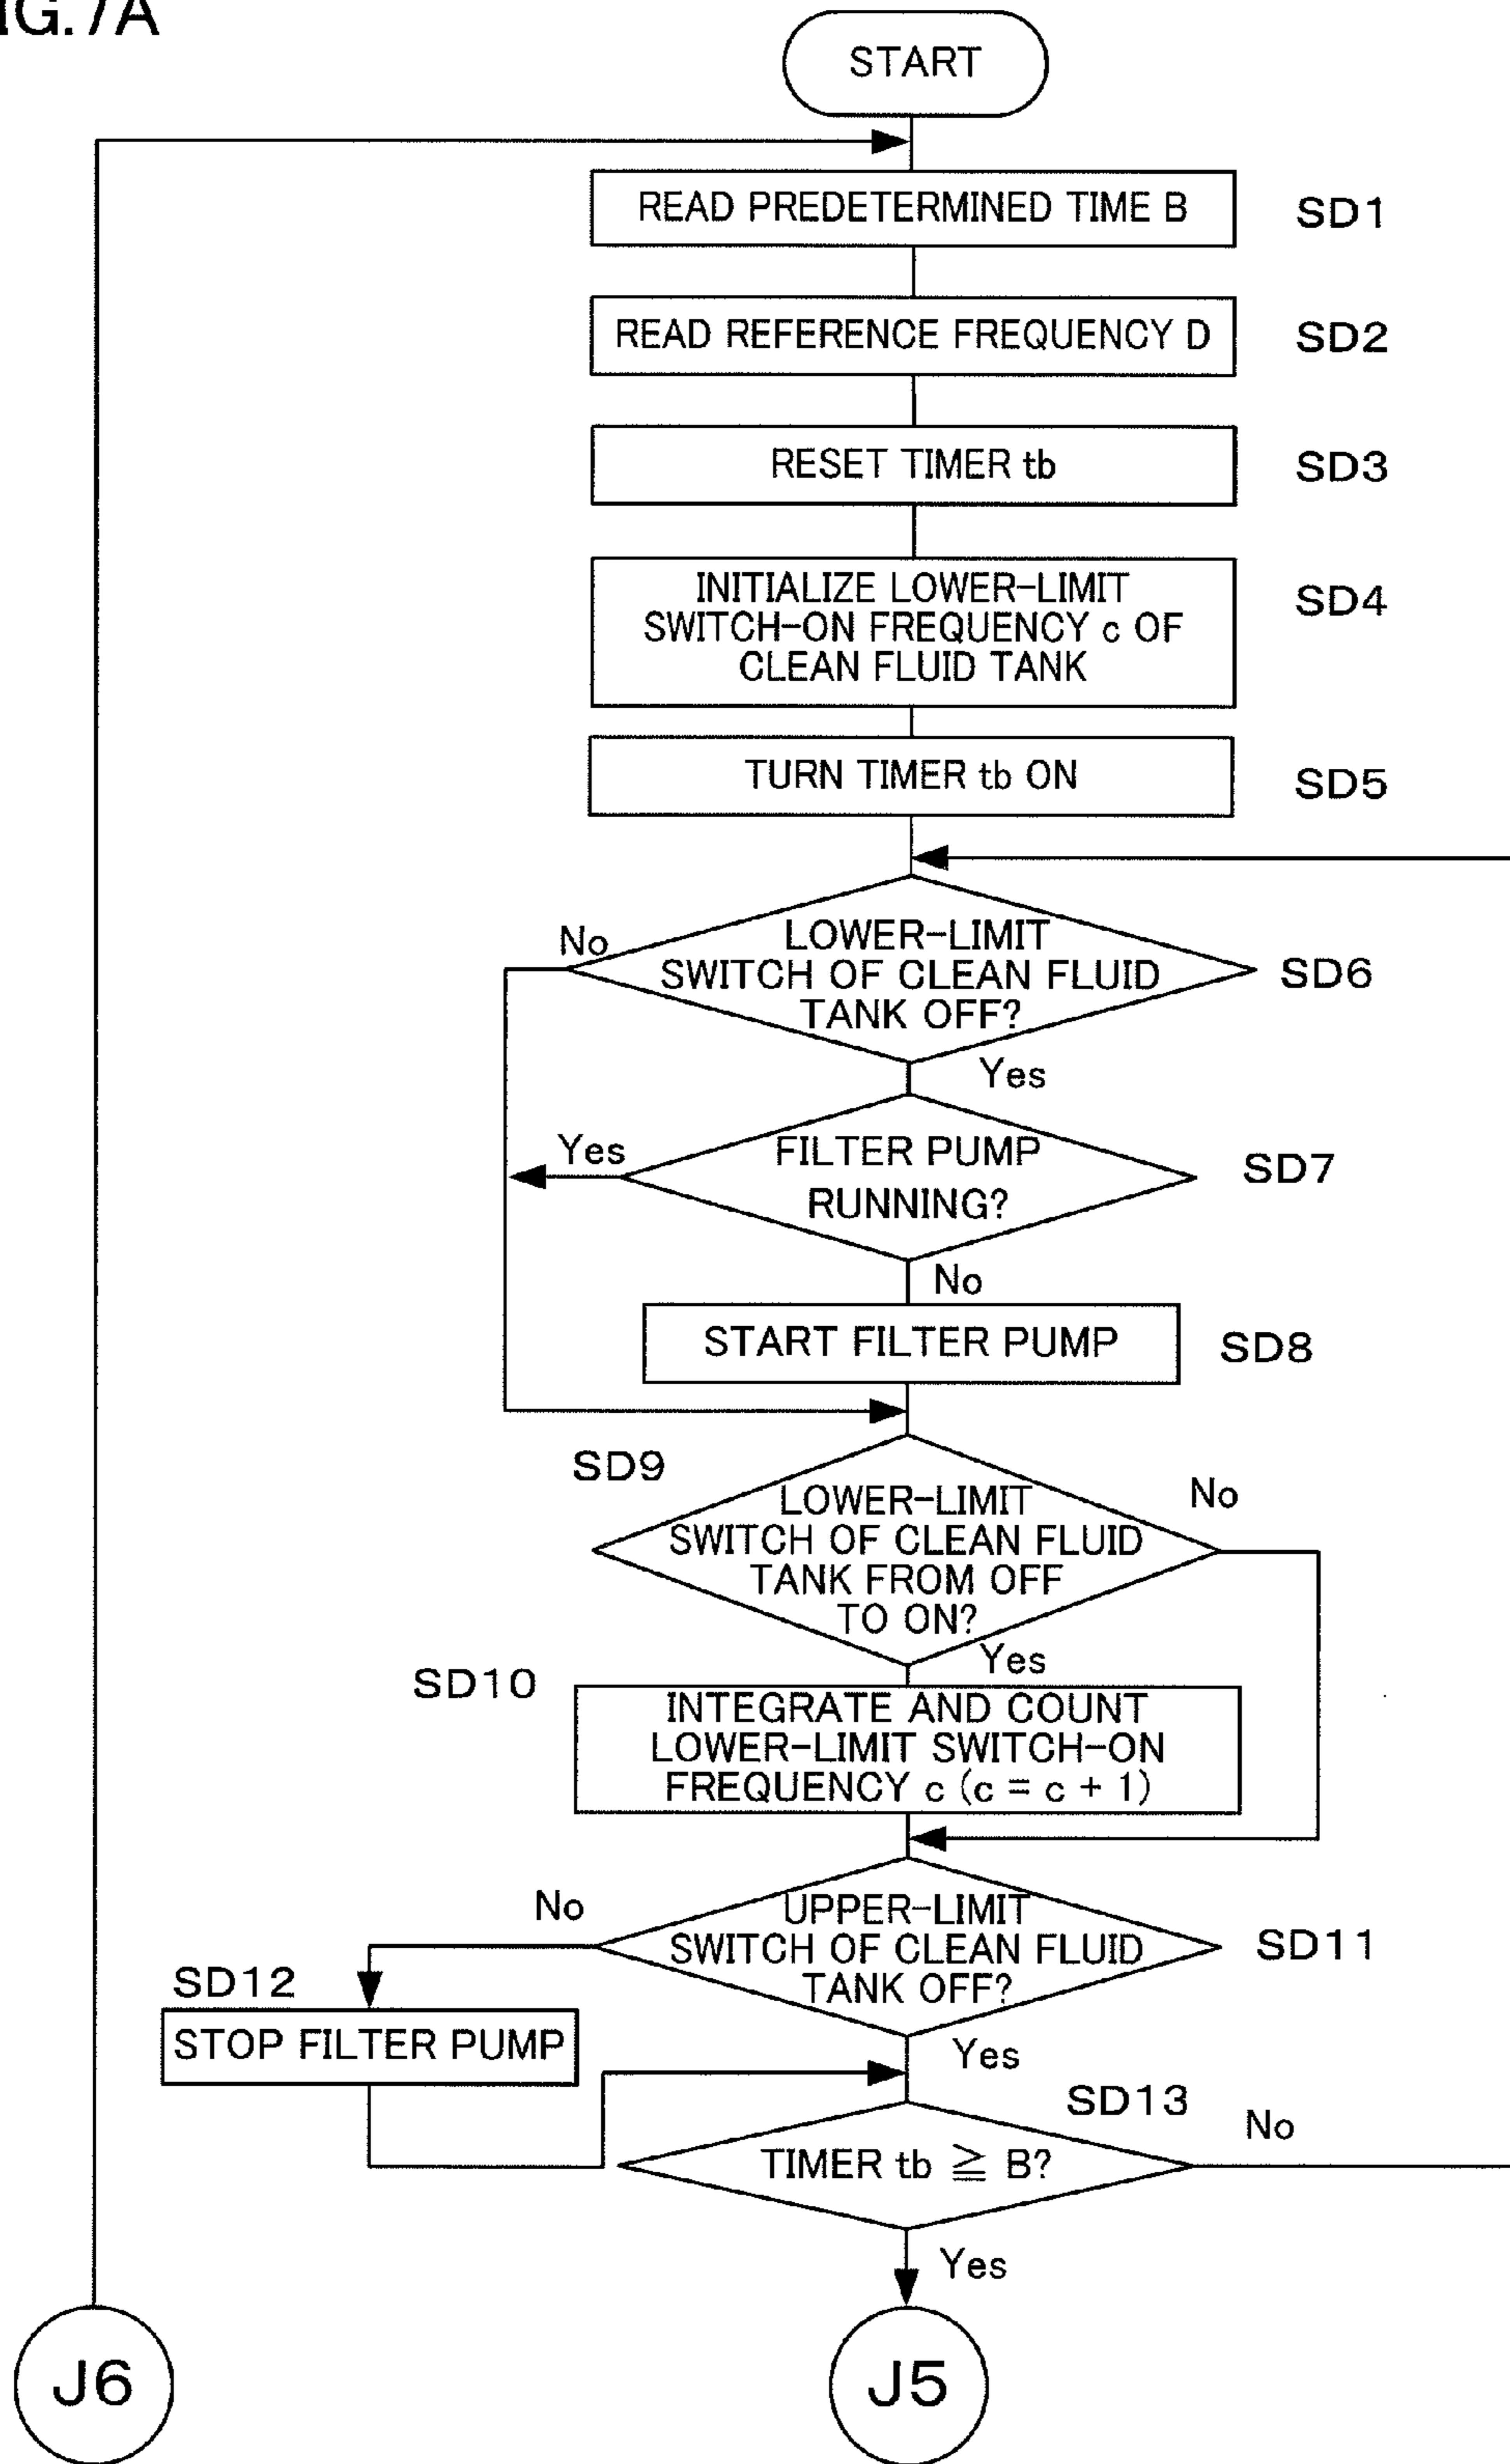 IG. 7A
START
READ PREDETERMINED TIME B
SD1
READ REFERENCE FREQUENCY D
SD2
RESET TIMER tb
SD3
INITIALIZE LOWER-LIMIT
SWITCH-ON FREQUENCY c OF
CLEAN FLUID TANK
SD4
TURN TIMER tb ON
SD5
No
LOWER-LIMIT
SWITCH OF CLEAN FLUID
TANK OFF?
SD6
Yes
Yes
FILTER PUMP
RUNNING?
SD7
No
START FILTER PUMP
SD8
SD9
LOWER-LIMIT
SWITCH OF CLEAN FLUID
TANK FROM OFF
TO ON?
No
Yes
SD10
INTEGRATE AND COUNT
LOWER-LIMIT SWITCH-ON
FREQUENCY c (c = c + 1)
No
UPPER-LIMIT
SWITCH OF CLEAN FLUID
TANK OFF?
SD11
SD12
STOP FILTER PUMP
Yes
SD13
TIMER tb ≧ B?
No
Yes
J6
J5